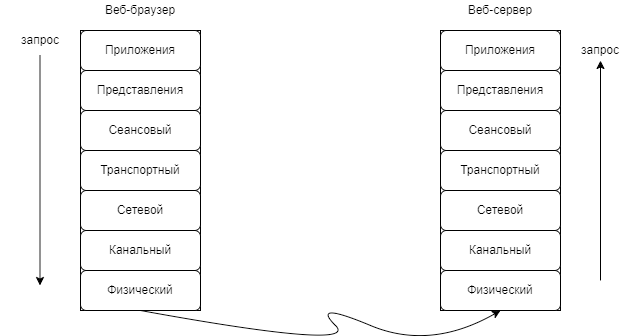 Веб-браузер
Веб-сервер
запрос
запрос
Приложения
Приложения
Представления
Представления
Сеансовый
Сеансовый
Транспортный
Транспортный
Сетевой
Сетевой
Канальный
Канальный
Физический
Физический